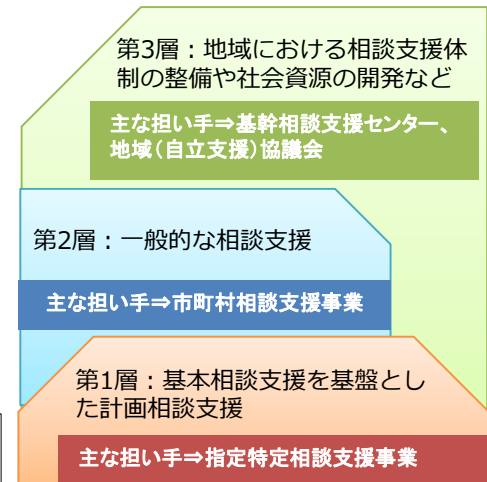 第3層：地域における相談支援体
制の整備や社会資源の開発など
主な担い手⇒基幹相談支援センター、
地域（自立支援）協議会
第2層：一般的な相談支援
主な担い手⇒市町村相談支援事業
第1層：基本相談支援を基盤とし
た計画相談支援
主な担い手⇒指定特定相談支援事業